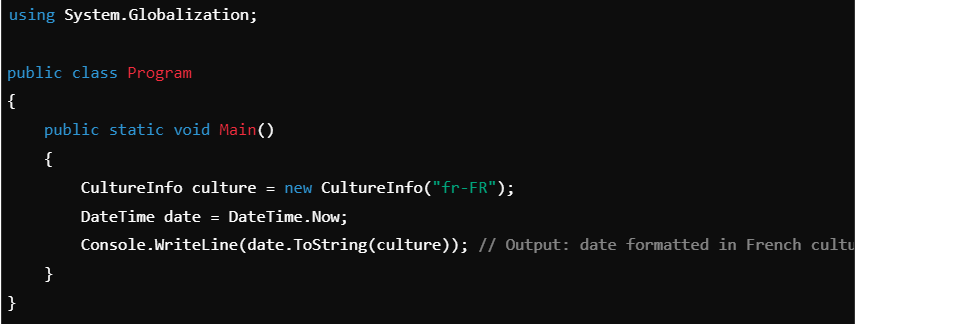 using System.Globalization;
public class Program
{
    public static void Main()
    {
        CultureInfo culture = new CultureInfo("fr-FR");
        DateTime date = DateTime.Now;
        Console.WriteLine(date.ToString(culture)); // Output: date formatted in French cultu
    }
}